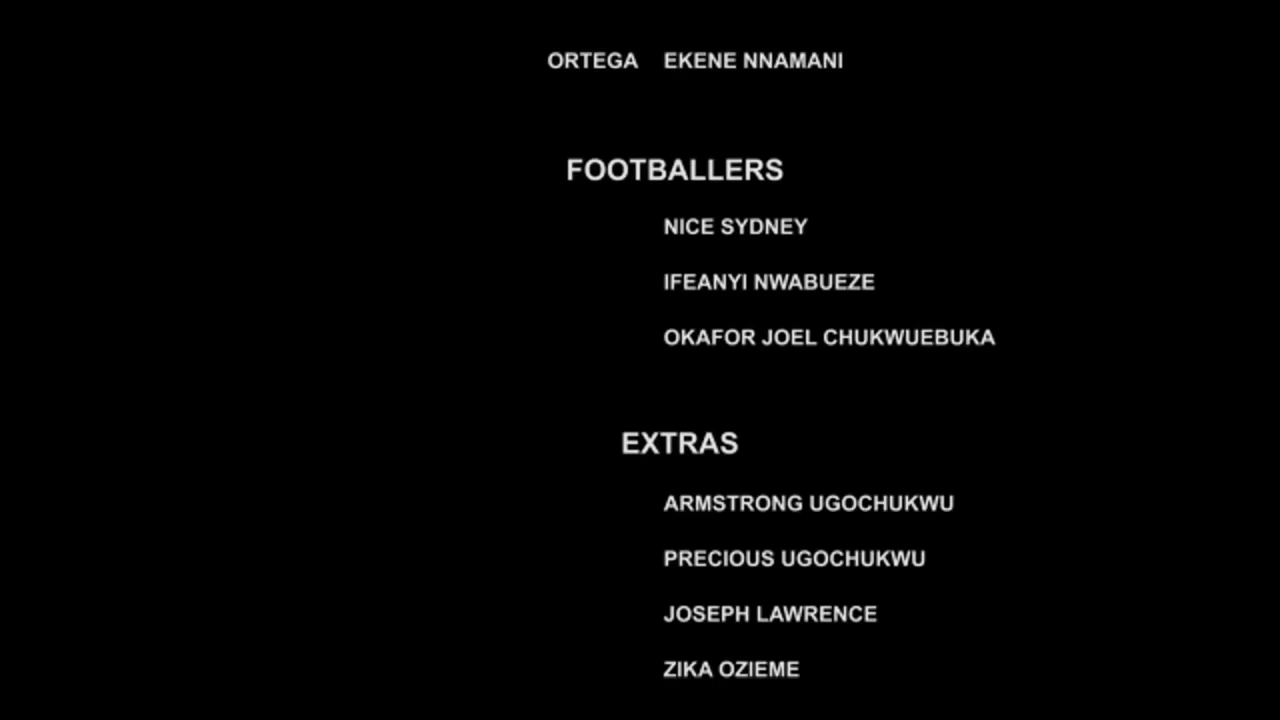 ORTEGA EKENE NNAMANI
FOOTBALLERS
NICE SYDNEY
IFEANYI NWABUEZE
OKAFOR JOEL CHUKWUEBUKA
EXTRAS
ARMSTRONG UGOCHUKWU
PRECIOUS UGOCHUKWU
JOSEPH LAWRENCE
ZIKA OZIEME